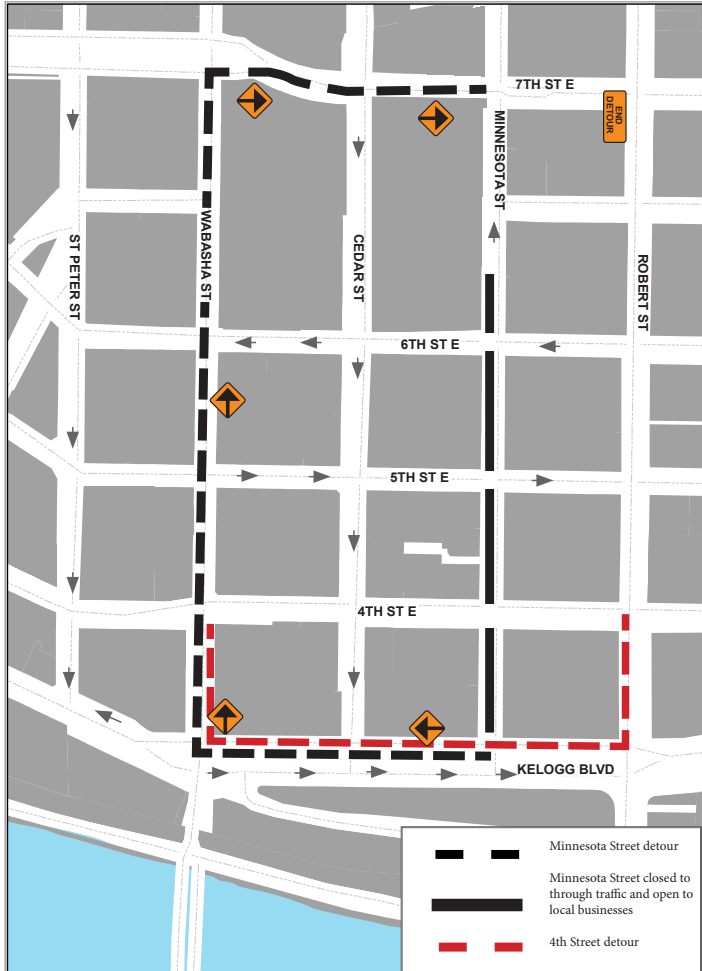 7TH ST E
END
DETOUR
MINNESOTA ST
WABASHA ST
CEDAR ST
ST PETER ST
ROBERT ST
6TH ST E
5TH ST E
4TH ST E
KELOGG BLVD
Minnesota Street detour
Minnesota Street closed to
through traffic and open to
local businesses
4th Street detour